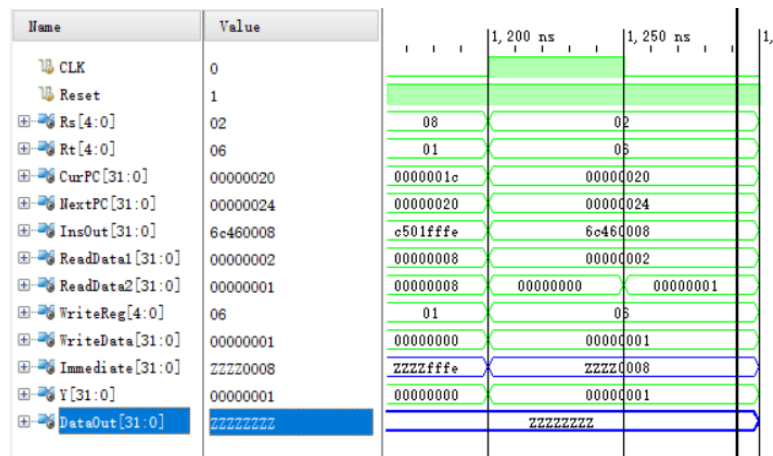 Name Value 1,200 ns 1,250 ns 1,
CLK 0
Reset 1
Rs[4:0] 02 08 02
Rt[4:0] 06 01 06
CurPC[31:0] 00000020 0000001c 00000020
NextPC[31:0] 00000024 00000020 00000024
InsOut[31:0] 6c460008 c501fffe 6c460008
ReadData1[31:0] 00000002 00000008 00000002
ReadData2[31:0] 00000001 00000008 00000000 00000001
WriteReg[4:0] 06 01 06
WriteData[31:0] 00000001 00000000 00000001
Immediate[31:0] ZZZZ0008 ZZZZfffe ZZZZ0008
Y[31:0] 00000001 00000000 00000001
DataOut[31:0] ZZZZZZZZ ZZZZZZZZ